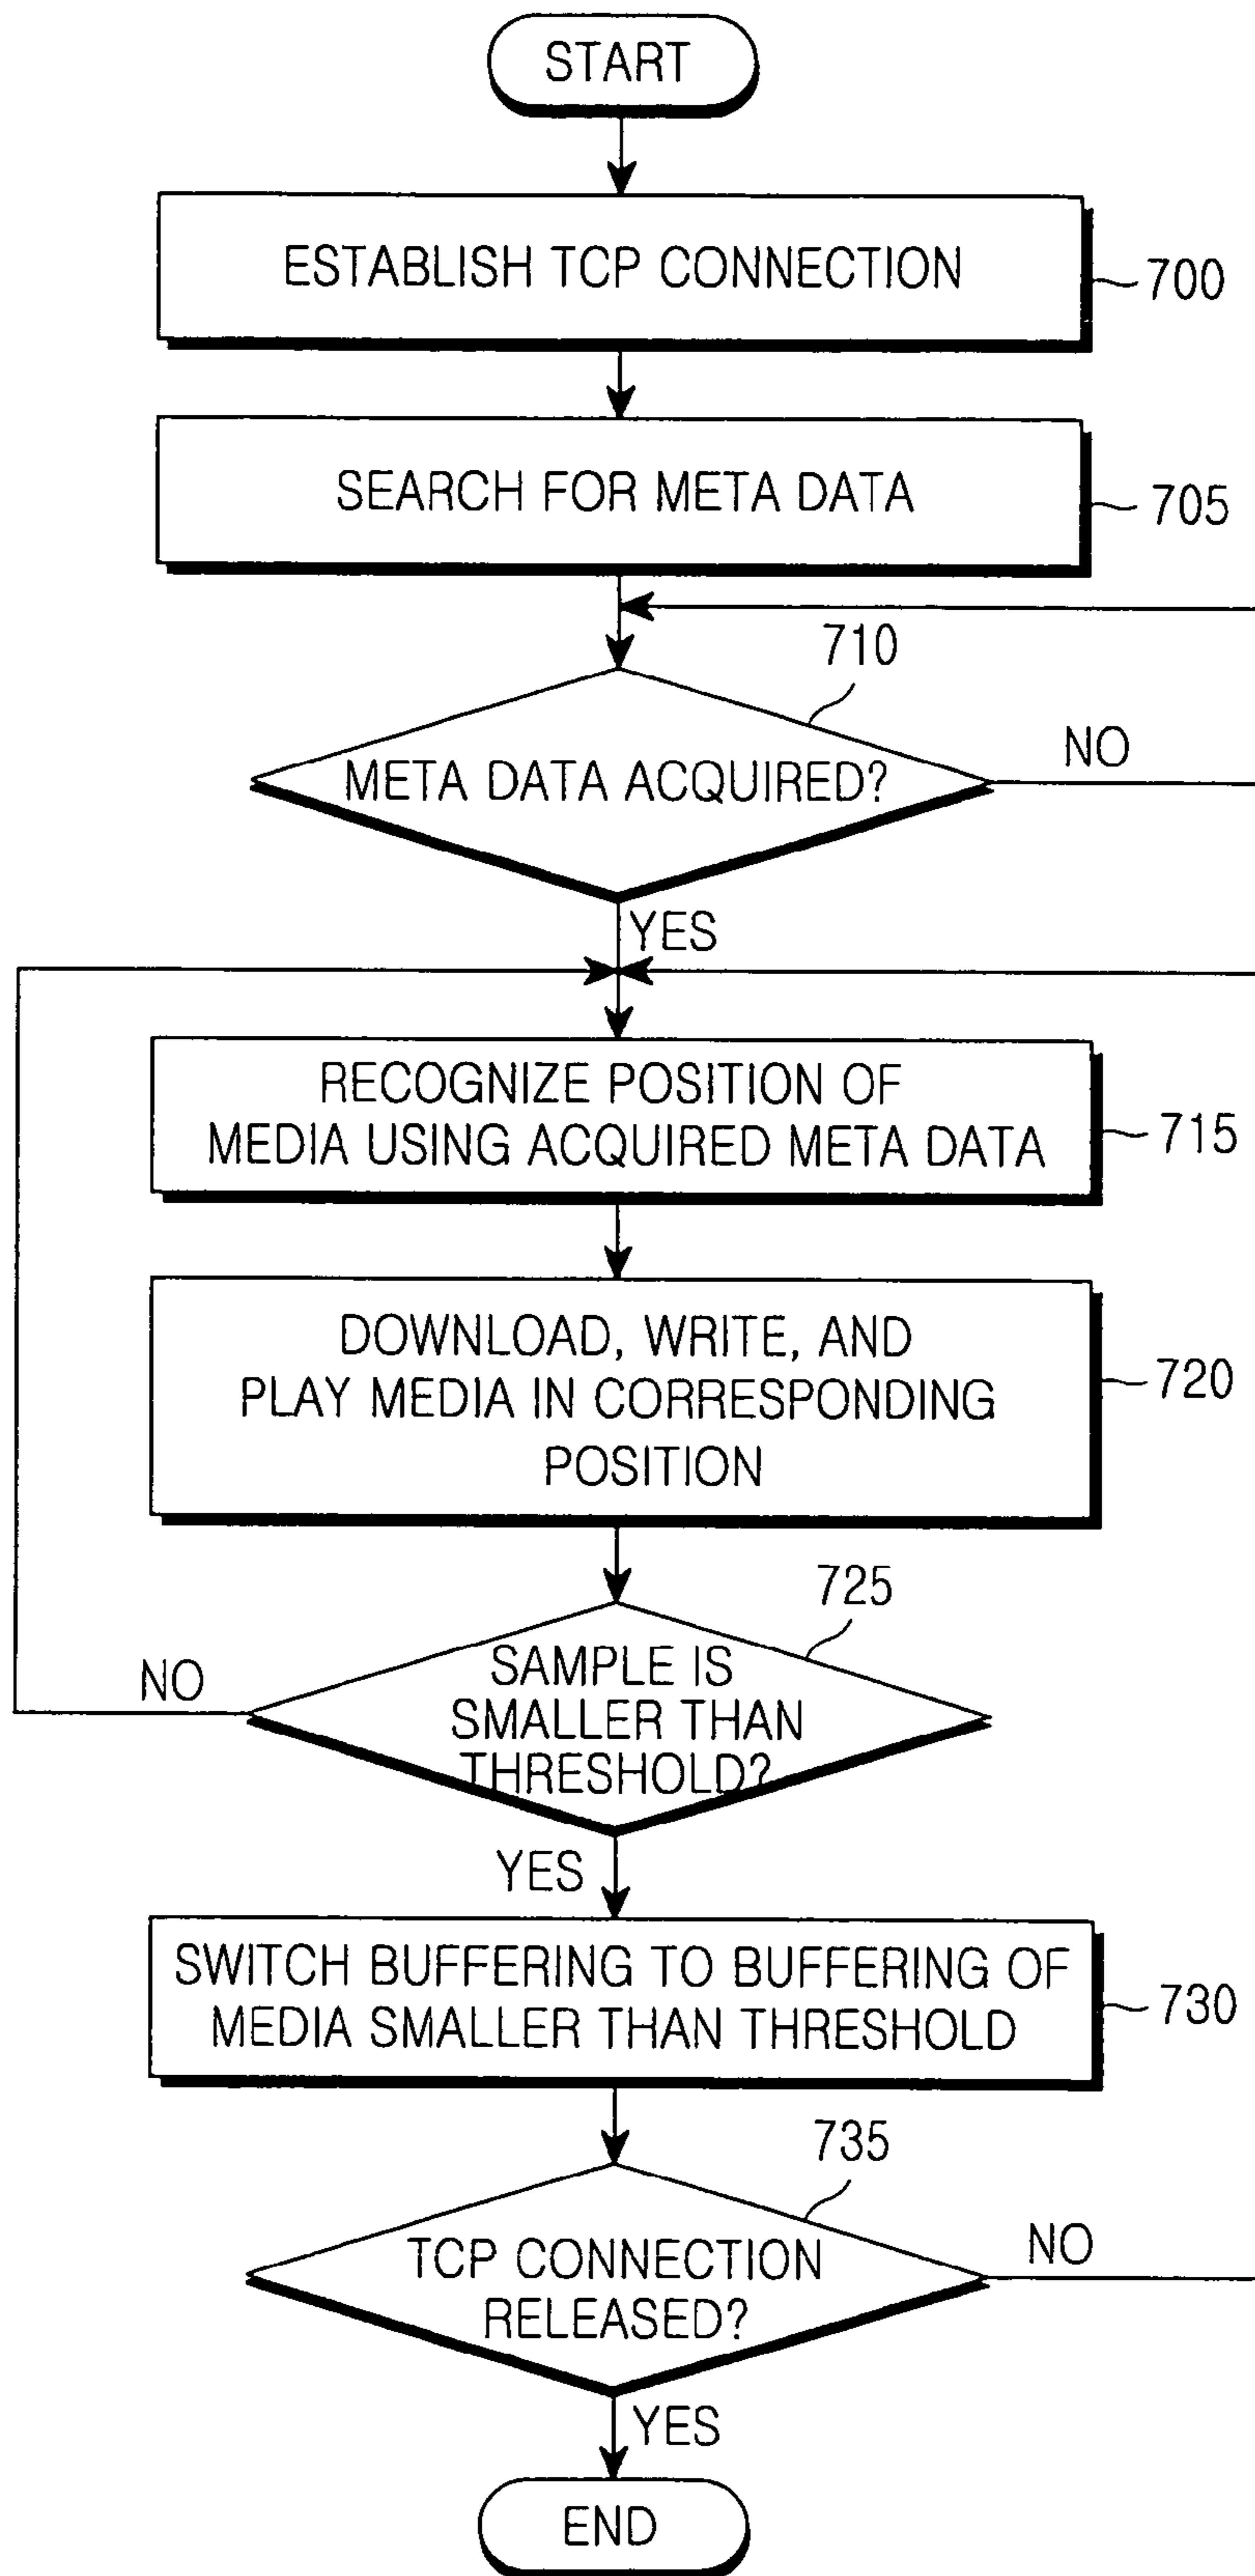 START
ESTABLISH TCP CONNECTION
700
SEARCH FOR META DATA
705
710
META DATA ACQUIRED?
NO
YES
RECOGNIZE POSITION OF
MEDIA USING ACQUIRED META DATA
715
DOWNLOAD, WRITE, AND
PLAY MEDIA IN CORRESPONDING
POSITION
720
725
SAMPLE IS
SMALLER THAN
THRESHOLD?
NO
YES
SWITCH BUFFERING TO BUFFERING OF
MEDIA SMALLER THAN THRESHOLD
730
735
TCP CONNECTION
RELEASED?
NO
YES
END